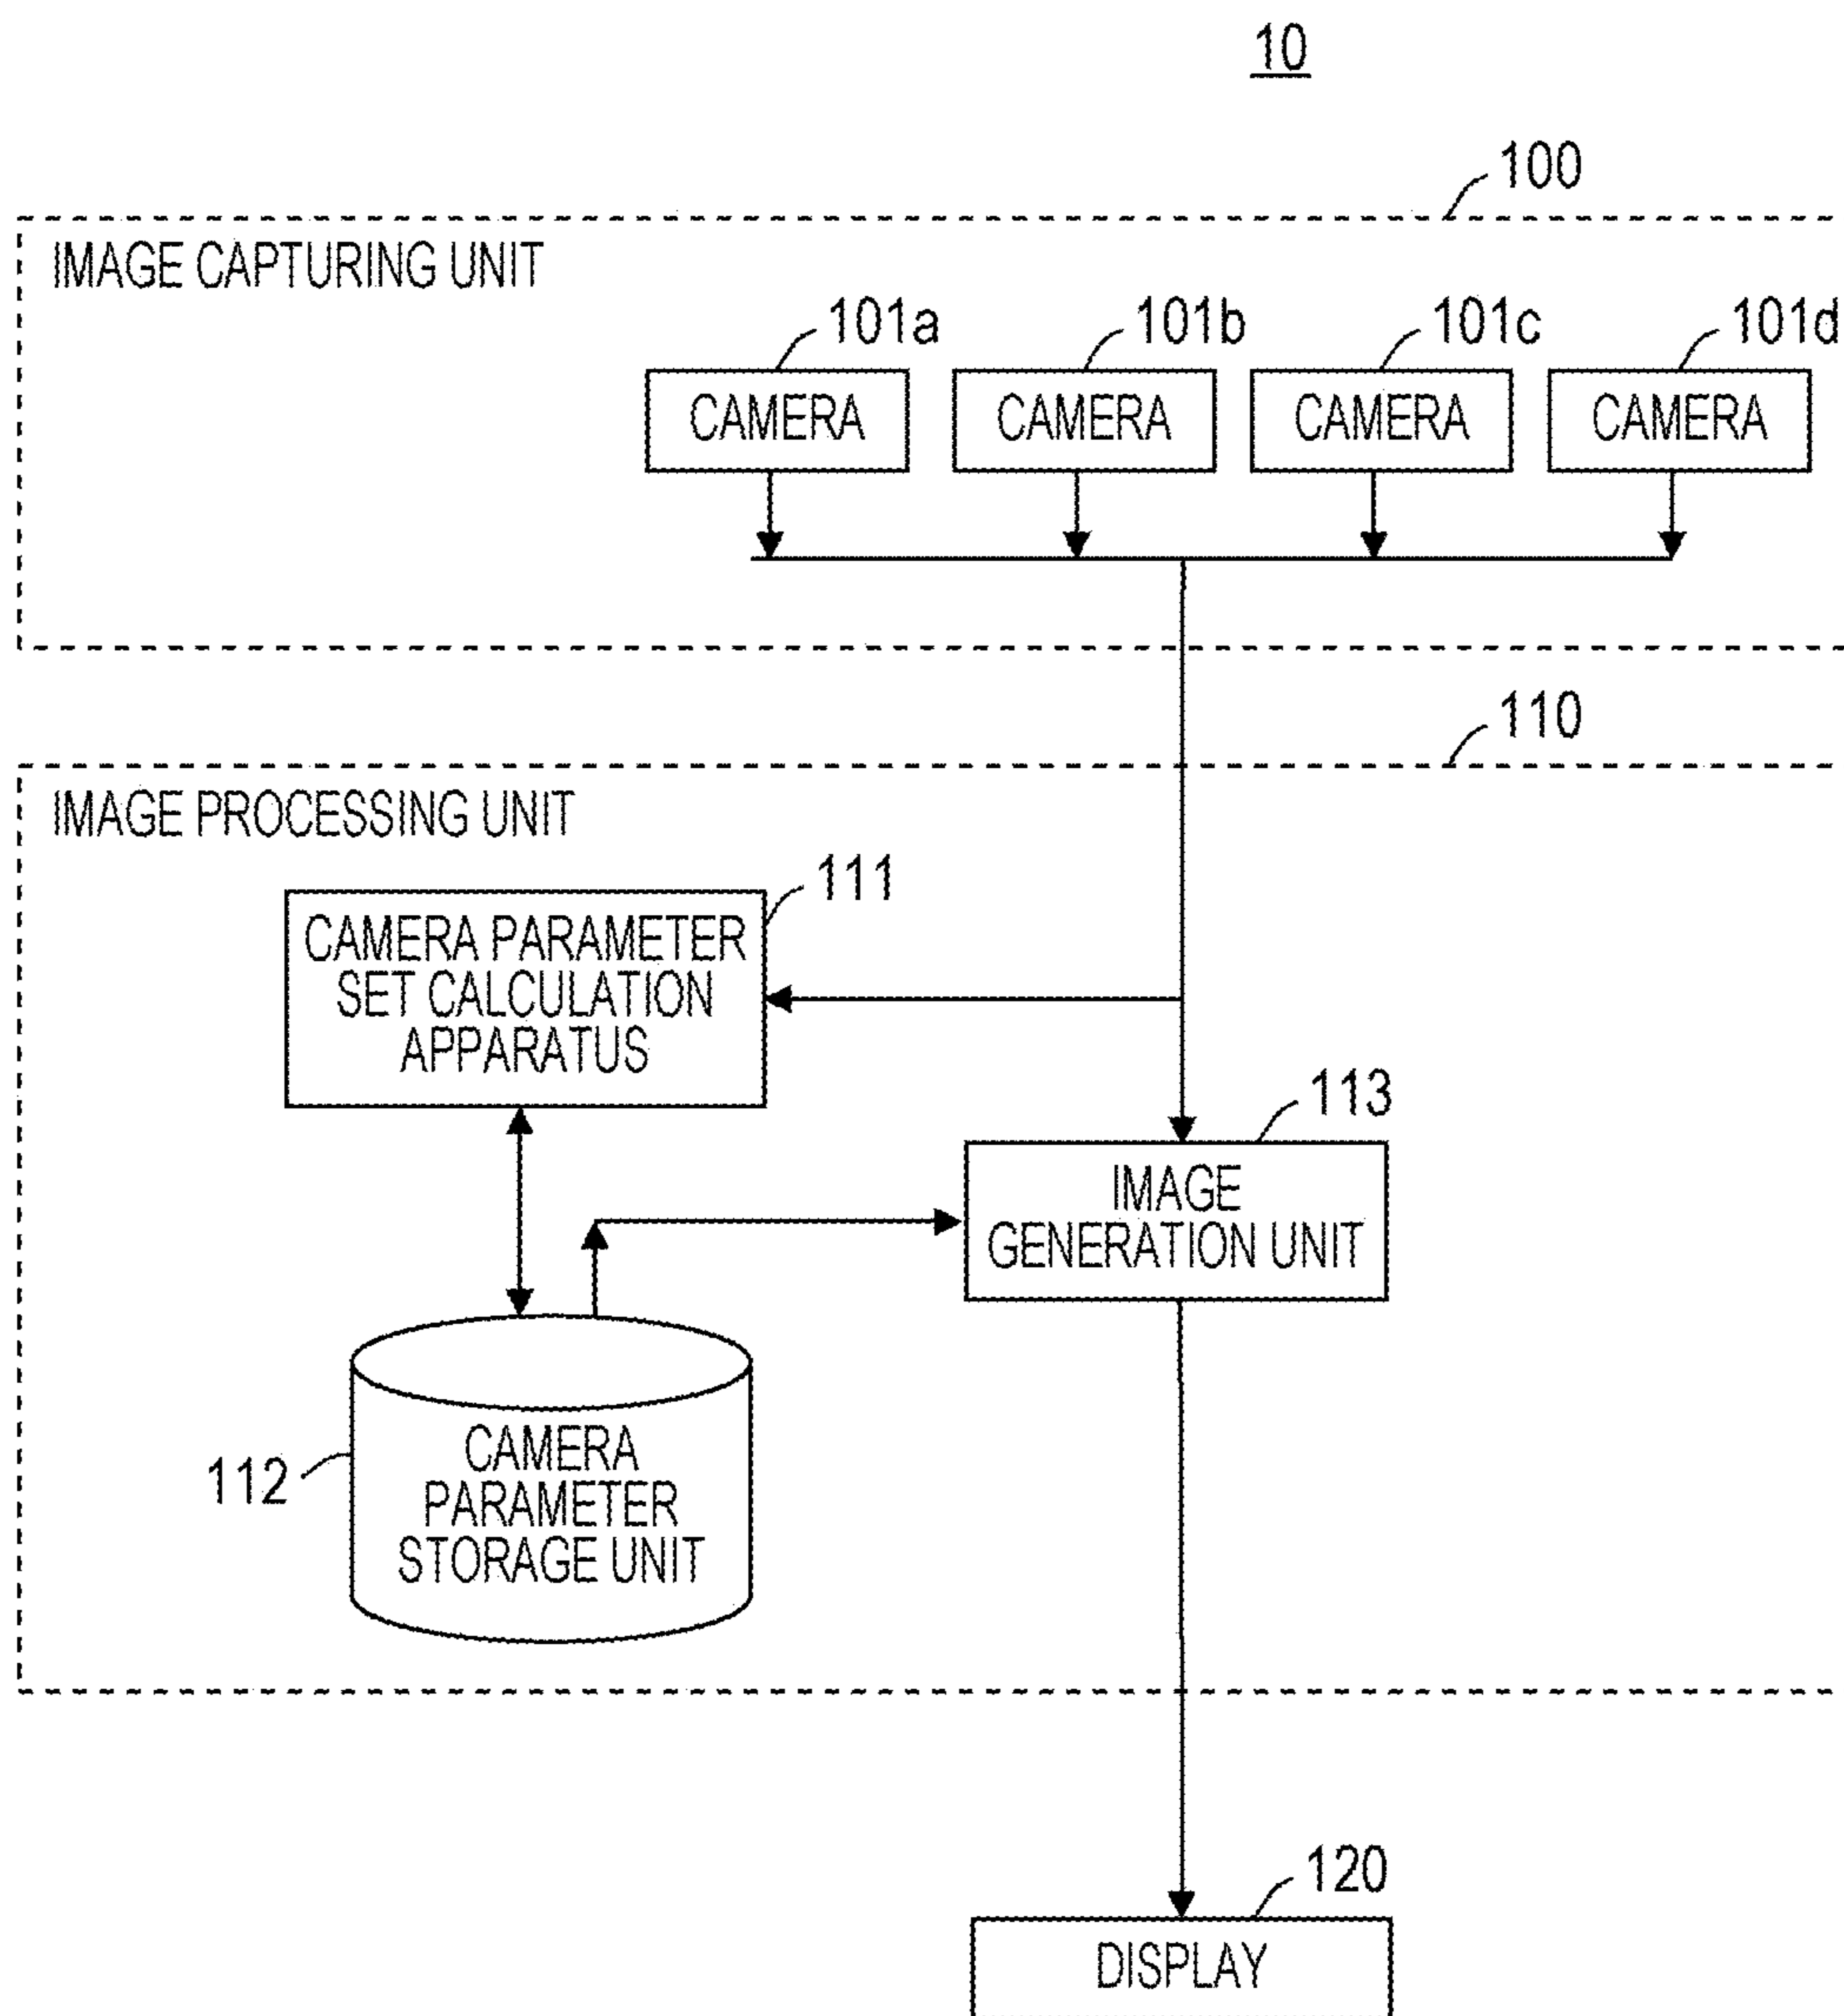 10
100
IMAGE CAPTURING UNIT
101a
101b
101c
101d
CAMERA
CAMERA
CAMERA
CAMERA
110
IMAGE PROCESSING UNIT
111
CAMERA PARAMETER
SET CALCULATION
APPARATUS
113
IMAGE
GENERATION UNIT
112
CAMERA
PARAMETER
STORAGE UNIT
120
DISPLAY